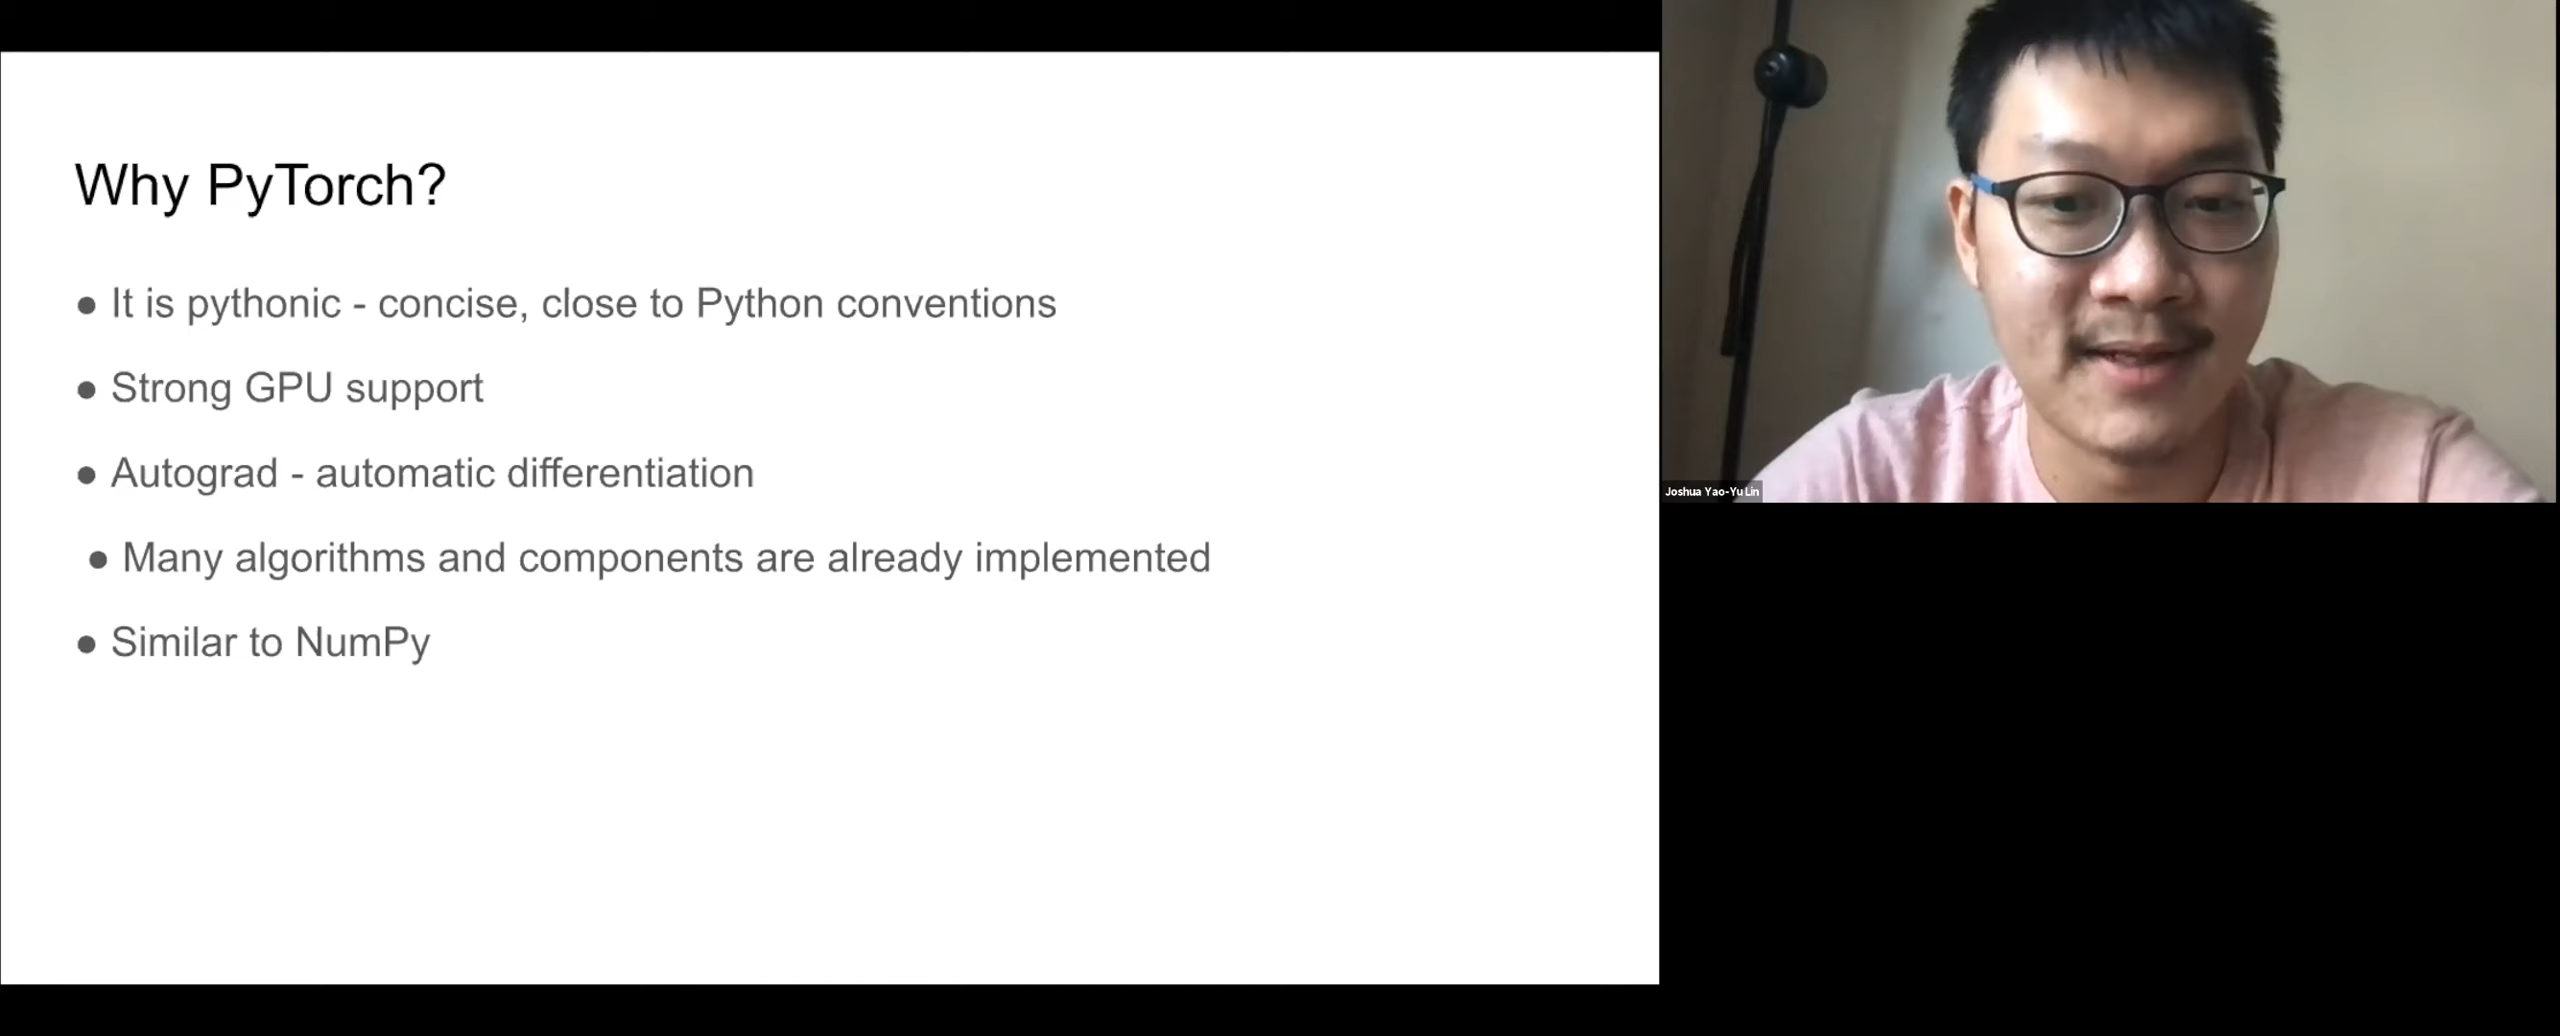 Why PyTorch?
● It is pythonic - concise, close to Python conventions
● Strong GPU support
● Autograd - automatic differentiation
● Many algorithms and components are already implemented
● Similar to NumPy
Joshua Yao-Yu Lin